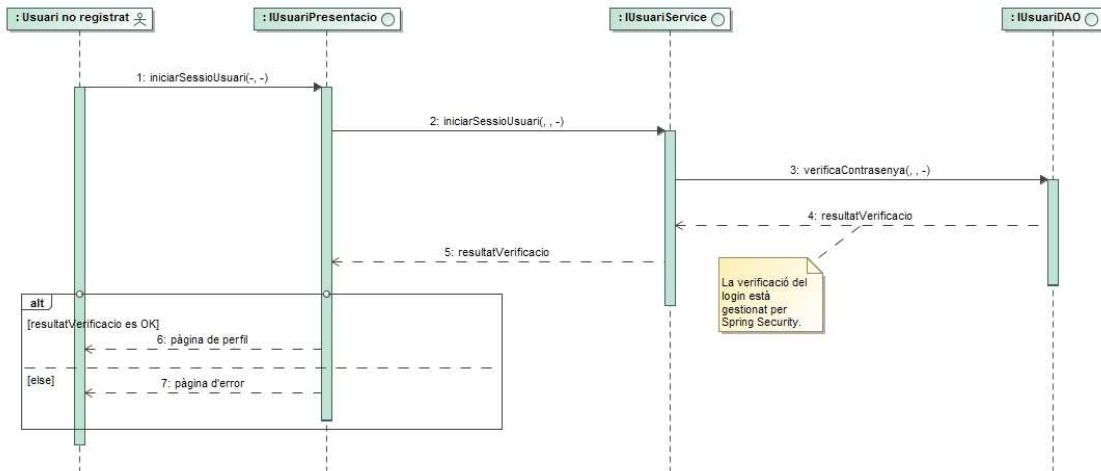 : Usuari no registrat
: IUsuariPresentacio
: IUsuariService
: IUsuariDAO
1: iniciarSessioUsuari(-, -)
2: iniciarSessioUsuari(, , -)
3: verificaContrasenya(, , -)
4: resultatVerificacio
5: resultatVerificacio
La verificació del
login està
gestionat per
Spring Security.
alt
[resultatVerificacio es OK]
6: pàgina de perfil
[else]
7: pàgina d'error